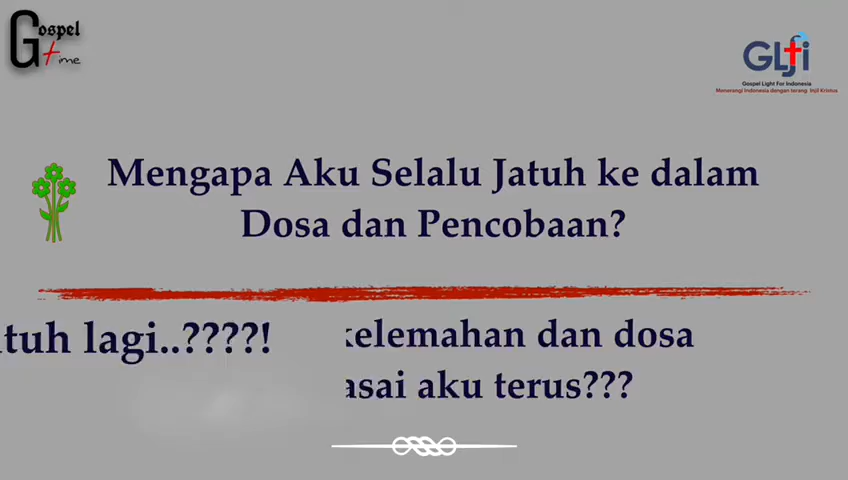 Gospel
time
GLfi
Gospel Light For Indonesia
Menerangi Indonesia dengan terang Injil Kristus
Mengapa Aku Selalu Jatuh ke dalam
Dosa dan Pencobaan?
tuh lagi..????!
kelemahan dan dosa
asai aku terus???